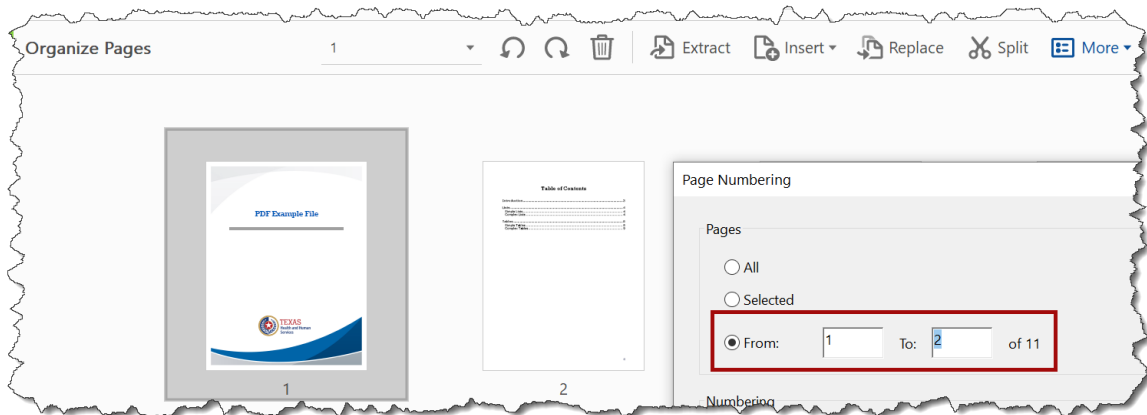 Organize Pages 1 Extract Insert Replace Split More
PDF Example File
TEXAS
Health and Human
Services
1
Table of Contents
2
Page Numbering
Pages
All
Selected
From: 1 To: 2 of 11
Numbering